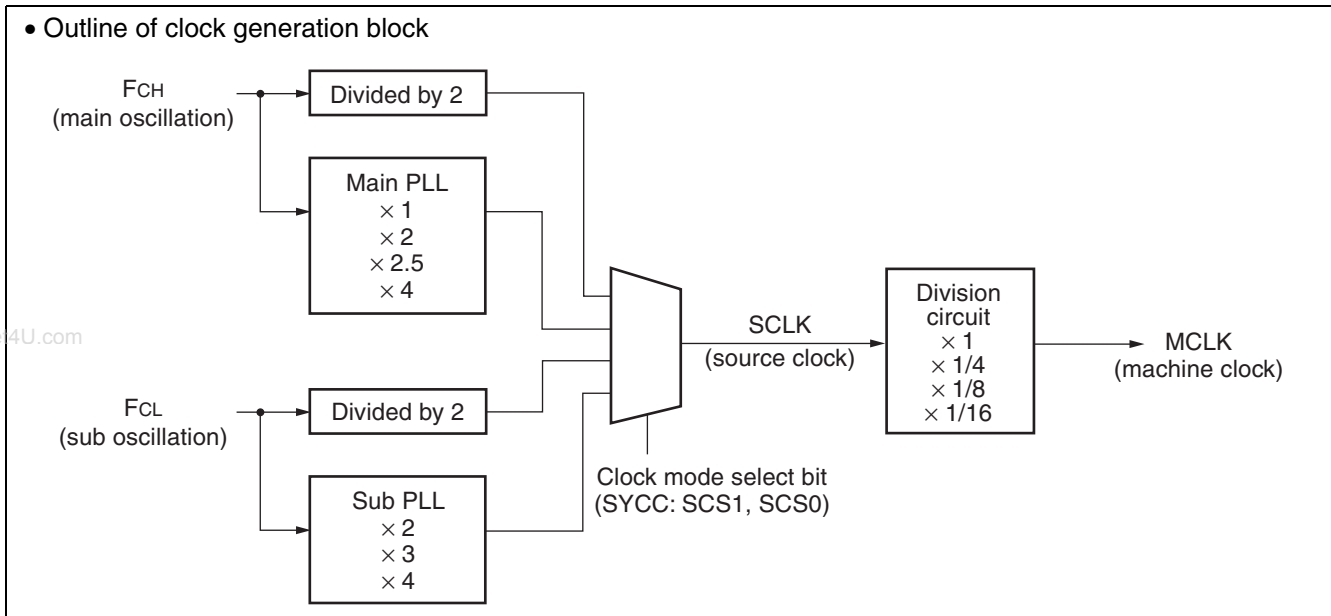 • Outline of clock generation block
FCH
(main oscillation)
Divided by 2
Main PLL
× 1
× 2
× 2.5
× 4
FCL
(sub oscillation)
Divided by 2
Sub PLL
× 2
× 3
× 4
Clock mode select bit
(SYCC: SCS1, SCS0)
SCLK
(source clock)
Division
circuit
× 1
× 1/4
× 1/8
× 1/16
MCLK
(machine clock)
4U.com